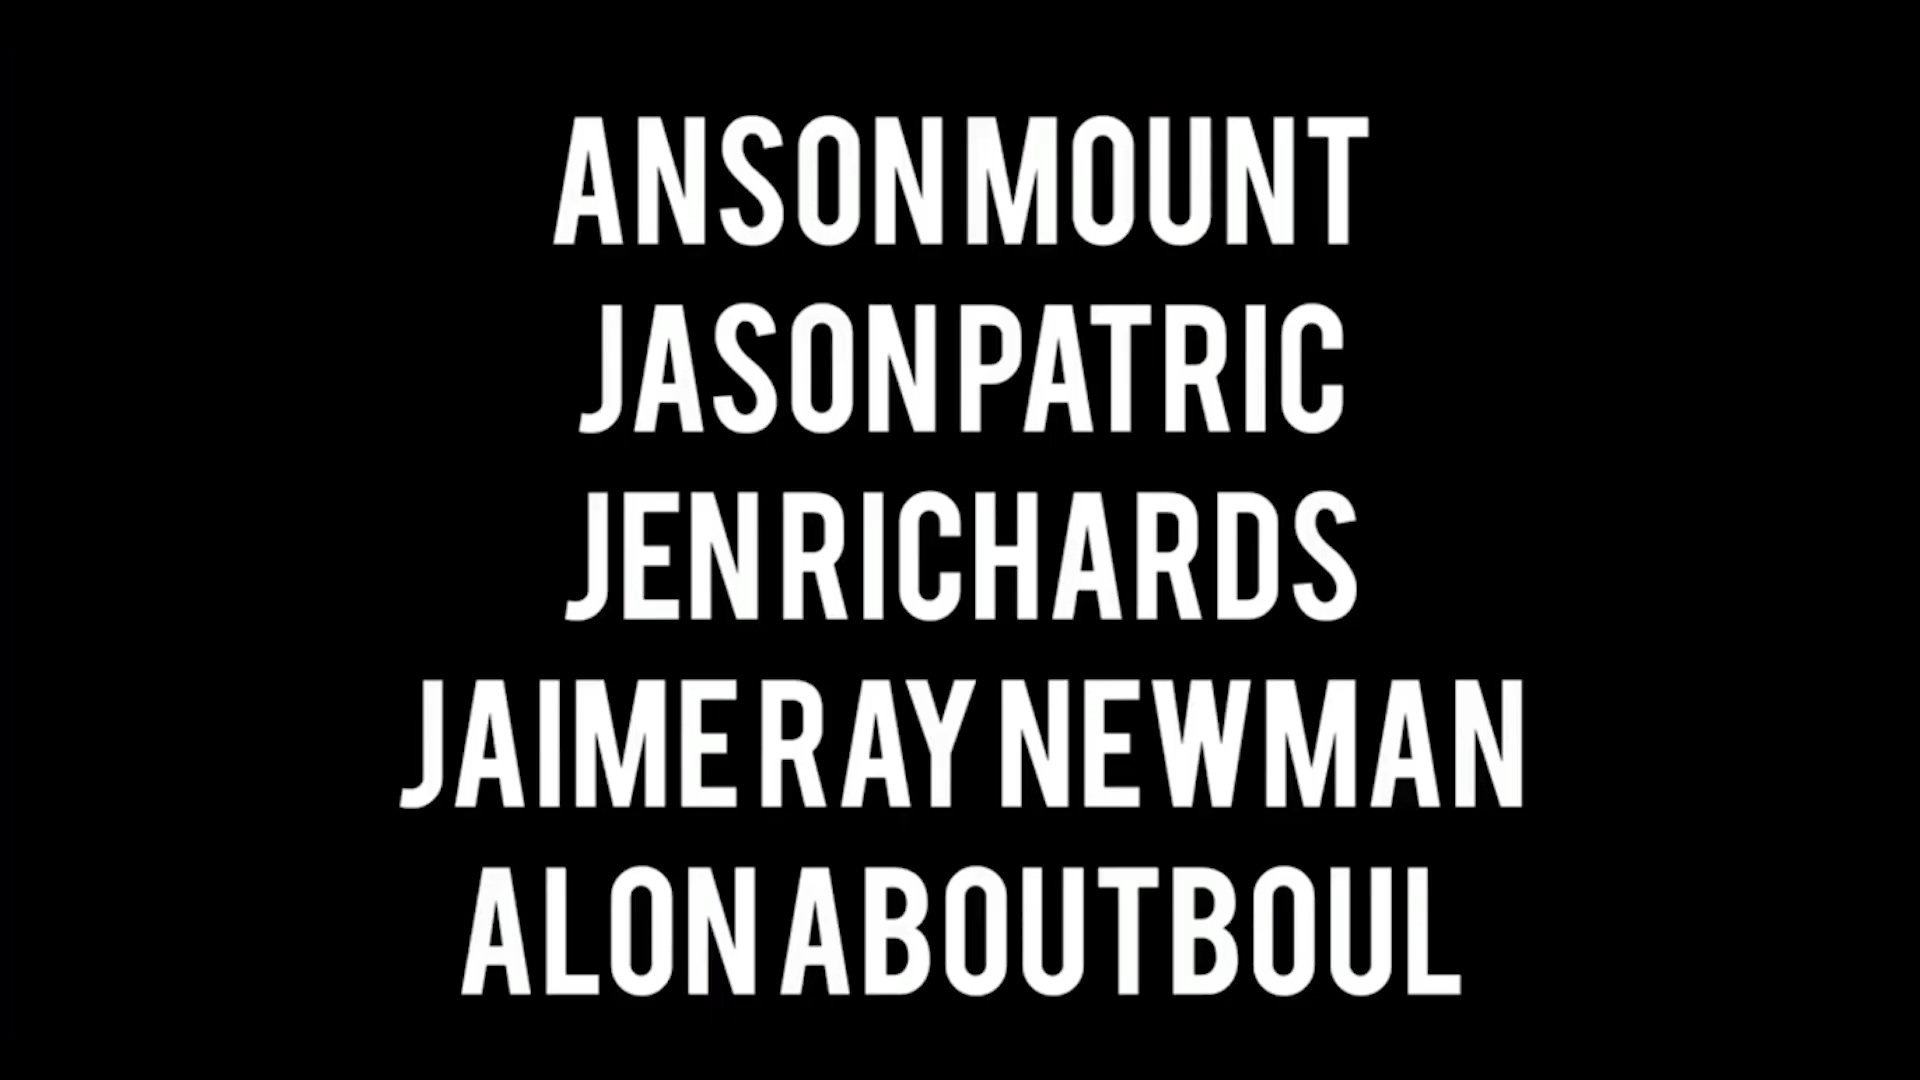 ANSON MOUNT
JASON PATRIC
JEN RICHARDS
JAIME RAY NEWMAN
ALON ABOUTBOUL